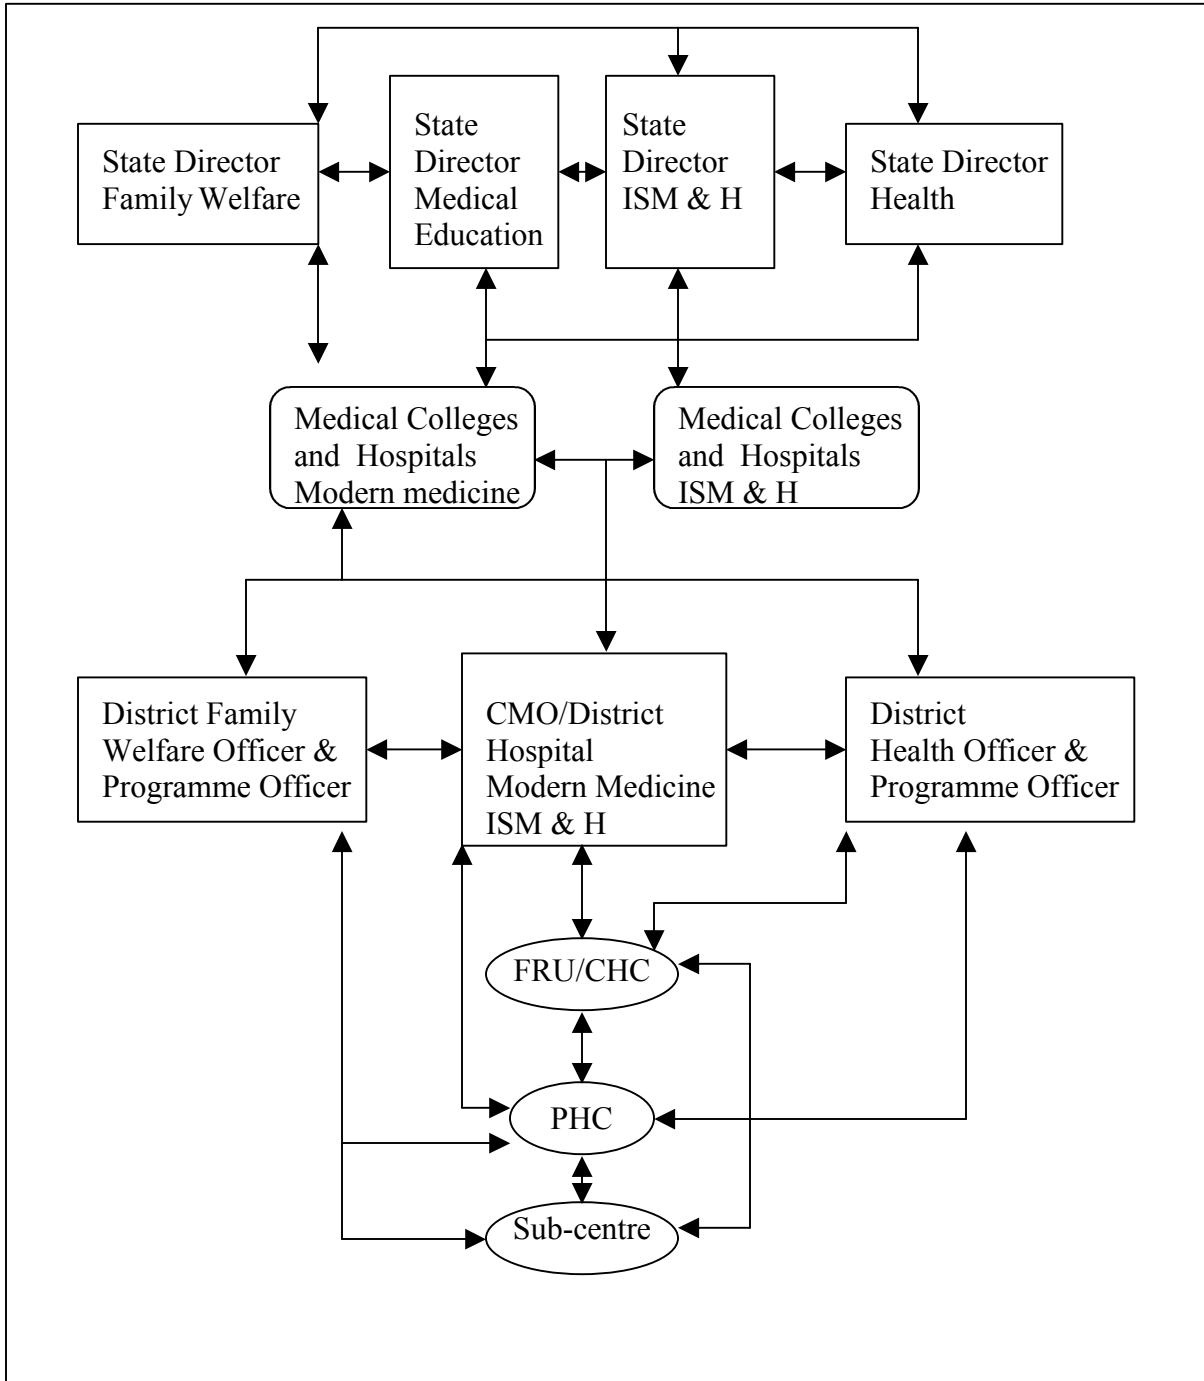 State Director
Family Welfare
State
Director
Medical
Education
State
Director
ISM & H
State Director
Health
Medical Colleges
and Hospitals
Modern medicine
Medical Colleges
and Hospitals
ISM & H
District Family
Welfare Officer &
Programme Officer
CMO/District
Hospital
Modern Medicine
ISM & H
District
Health Officer &
Programme Officer
FRU/CHC
PHC
Sub-centre